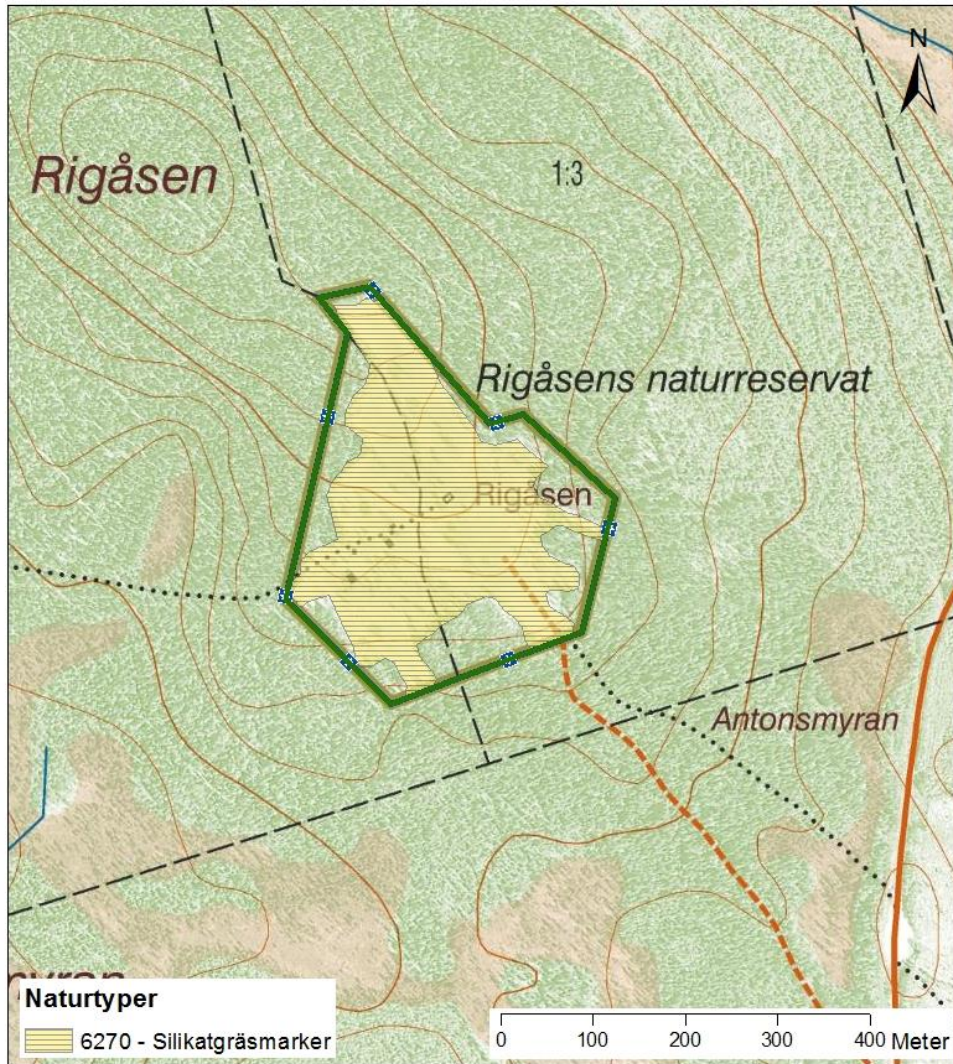 N
Rigåsen
1:3
Rigåsens naturreservat
Rigåsen
Antonsmyran
Naturtyper
6270 - Silikatgräsmarker
0 100 200 300 400 Meter